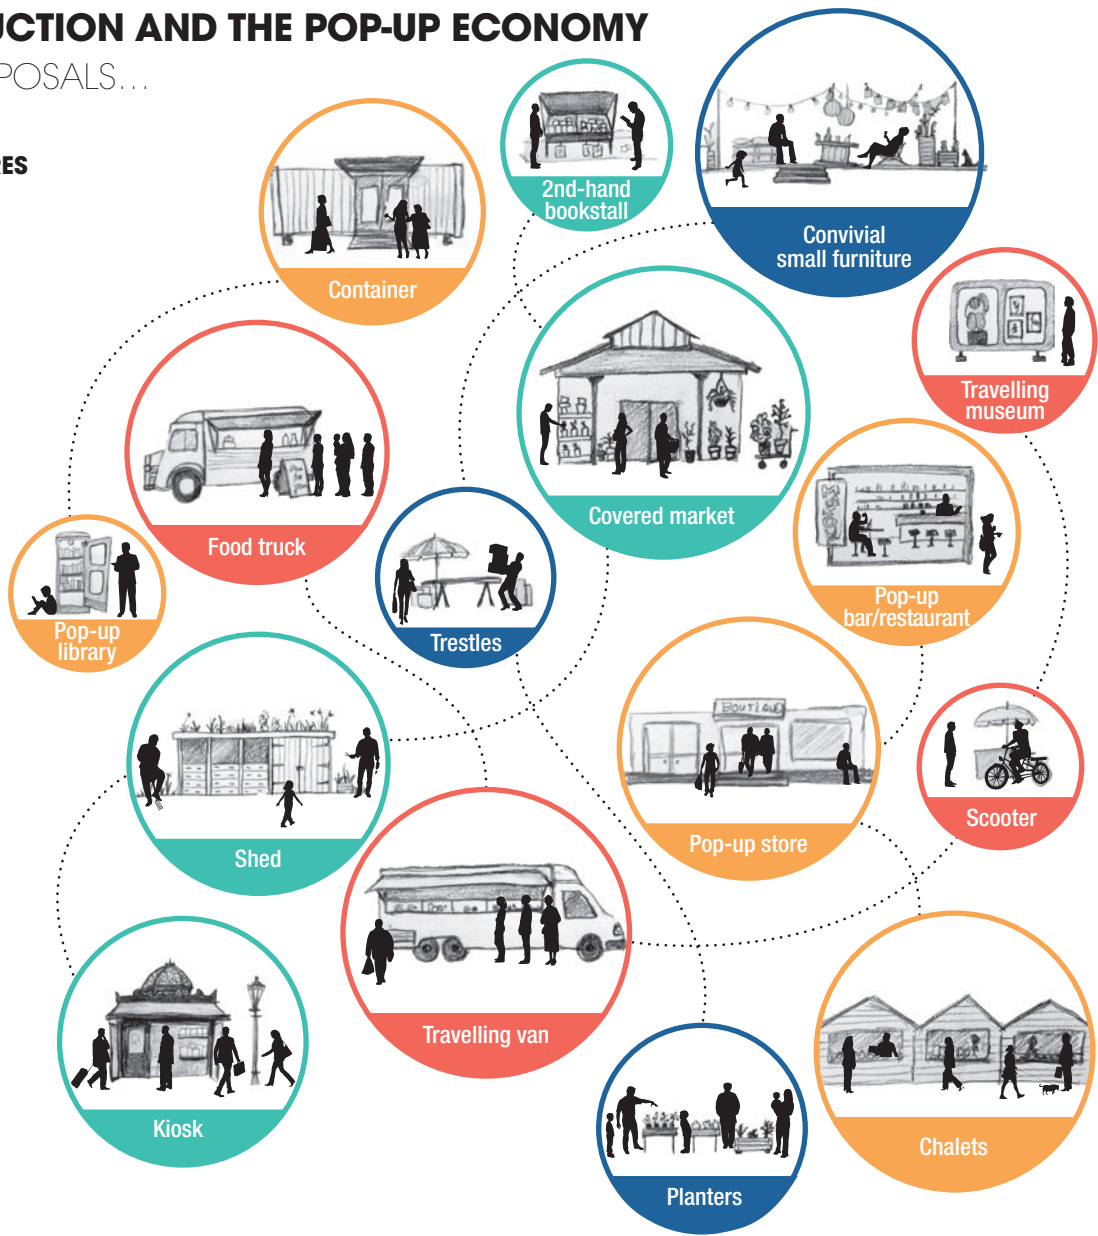 UCTION AND THE POP-UP ECONOMY
POSALS...
RES
2nd-hand
bookstall
Convivial
small furniture
Container
Travelling
museum
Food truck
Covered market
Pop-up
bar/restaurant
Pop-up
library
Trestles
BOUTIQUE
Shed
Pop-up store
Scooter
Travelling van
Kiosk
Planters
Chalets